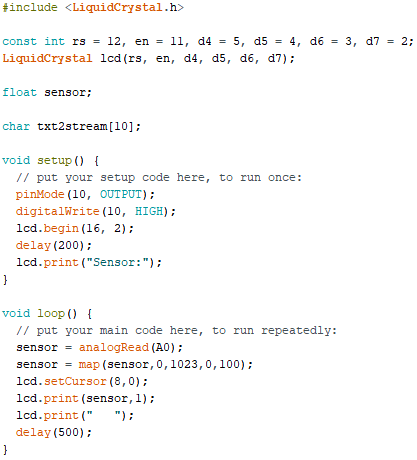 #include <LiquidCrystal.h>
const int rs = 12, en = 11, d4 = 5, d5 = 4, d6 = 3, d7 = 2;
LiquidCrystal lcd(rs, en, d4, d5, d6, d7);
float sensor;
char txt2stream[10];
void setup() {
  // put your setup code here, to run once:
  pinMode(10, OUTPUT);
  digitalWrite(10, HIGH);
  lcd.begin(16, 2);
  delay(200);
  lcd.print("Sensor:");
}
void loop() {
  // put your main code here, to run repeatedly:
  sensor = analogRead(A0);
  sensor = map(sensor,0,1023,0,100);
  lcd.setCursor(8,0);
  lcd.print(sensor,1);
  lcd.print("   ");
  delay(500);
}